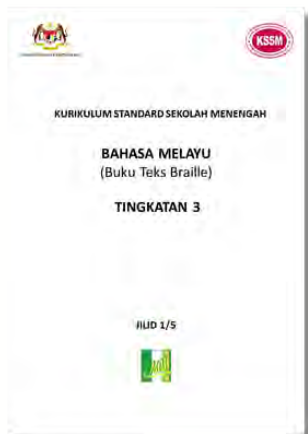 KSSM
KURIKULUM STANDARD SEKOLAH MENENGAH
BAHASA MELAYU
(Buku Teks Braille)
TINGKATAN 3
JILID 1/5